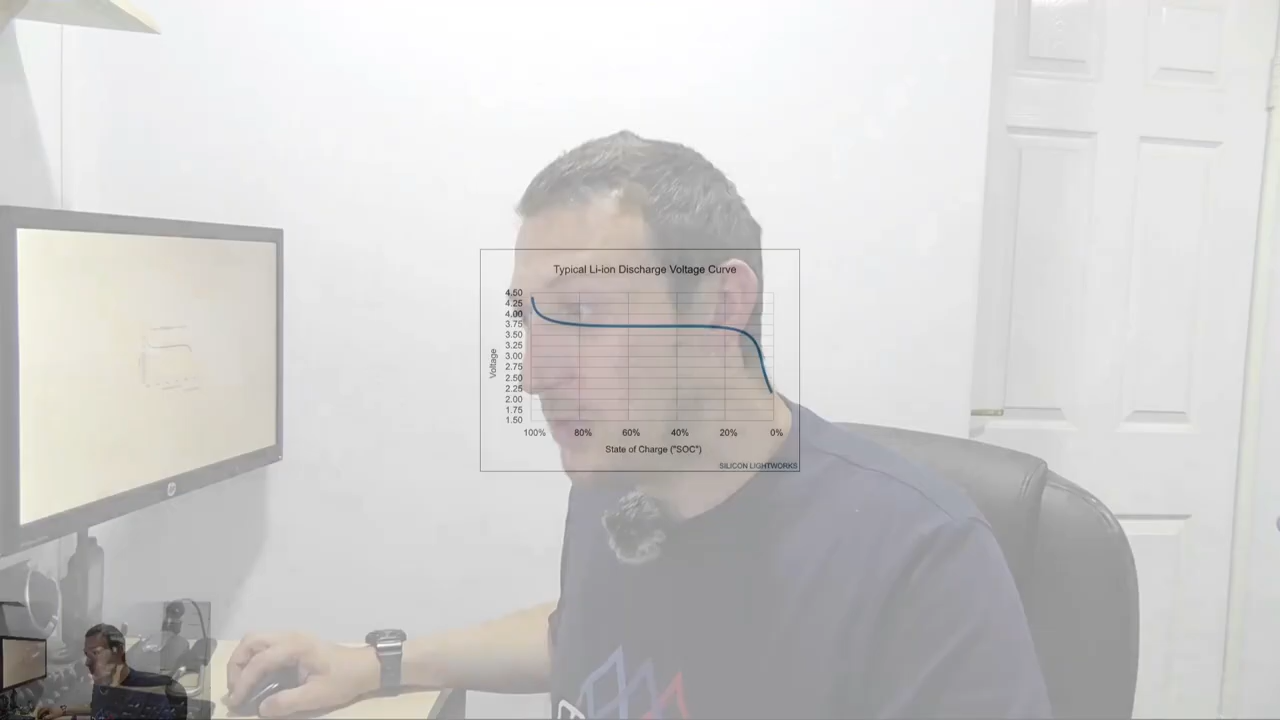 Typical Li-ion Discharge Voltage Curve
4.50
4.25
4.00
3.75
3.50
3.25
3.00
2.75
2.50
2.25
2.00
1.75
1.50
Voltage
100% 80% 60% 40% 20% 0%
State of Charge ("SOC")
SILICON LIGHTWORKS
hp